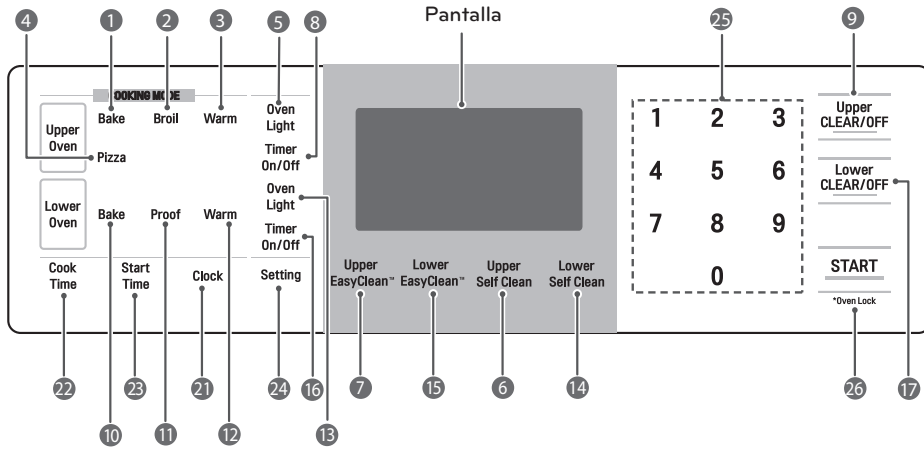 Pantalla
4 1 2 3 5 8 25 9
COOKING MODE
Upper
Oven
Bake Broil Warm
Pizza
Oven
Light
Timer
On/Off
Lower
Oven
Bake Proof Warm
Oven
Light
Timer
On/Off
Cook
Time
Start
Time
Clock
Setting
Upper
EasyClean™
Lower
EasyClean™
Upper
Self Clean
Lower
Self Clean
1 2 3
4 5 6
7 8 9
0
Upper
CLEAR/OFF
Lower
CLEAR/OFF
START
*Oven Lock
22 23 21 24 16 7 15 6 14 26 17
10 11 12 13